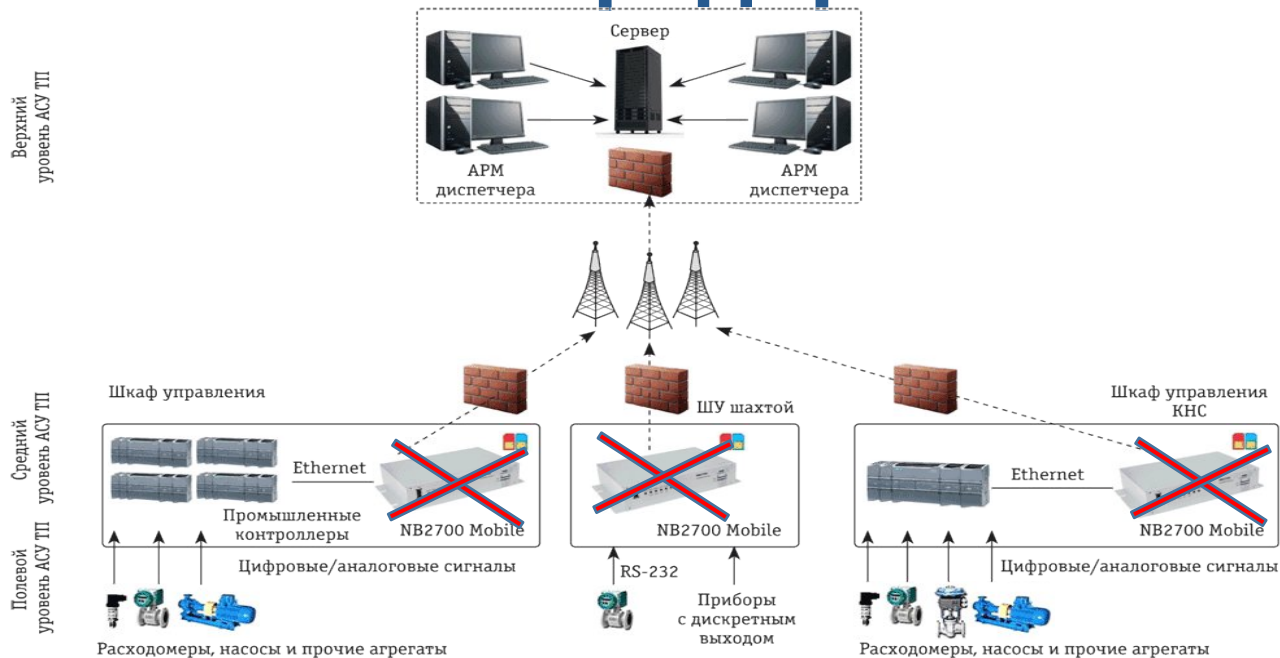 Верхний
уровень АСУ ТП
Сервер
АРМ
диспетчера
АРМ
диспетчера
Средний
уровень АСУ ТП
Шкаф управления
Ethernet
Промышленные
контроллеры
NB2700 Mobile
ШУ шахтой
NB2700 Mobile
Шкаф управления
КНС
Ethernet
NB2700 Mobile
Полевой
уровень АСУ ТП
Цифровые/аналоговые сигналы
Расходомеры, насосы и прочие агрегаты
RS-232
Приборы
с дискретным
выходом
Цифровые/аналоговые сигналы
Расходомеры, насосы и прочие агрегаты